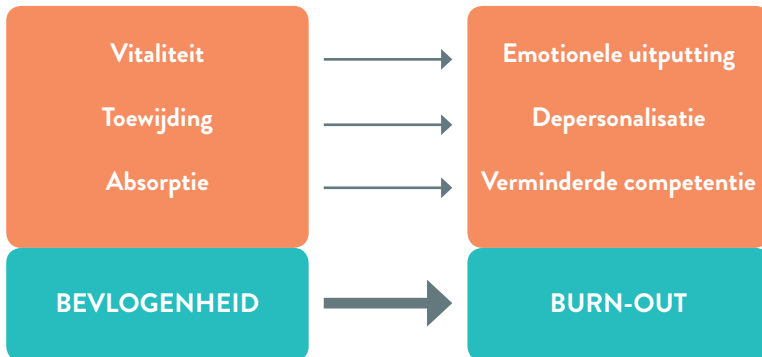 Vitaliteit
Emotionele uitputting
Toewijding
Depersonalisatie
Absorptie
Verminderde competentie
BEVLOGENHEID
BURN-OUT